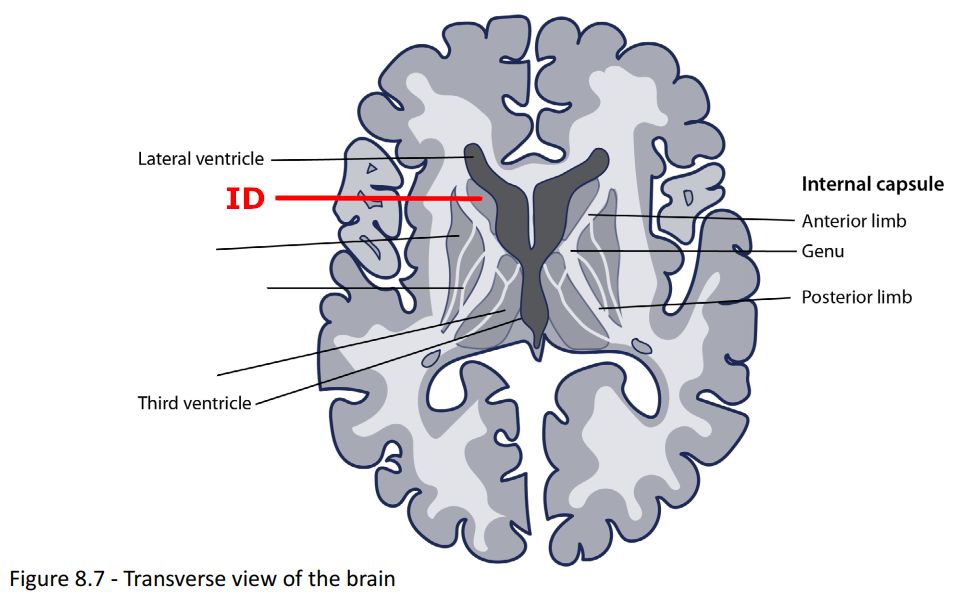 Lateral ventricle
ID
Third ventricle
Internal capsule
Anterior limb
Genu
Posterior limb
Figure 8.7 - Transverse view of the brain